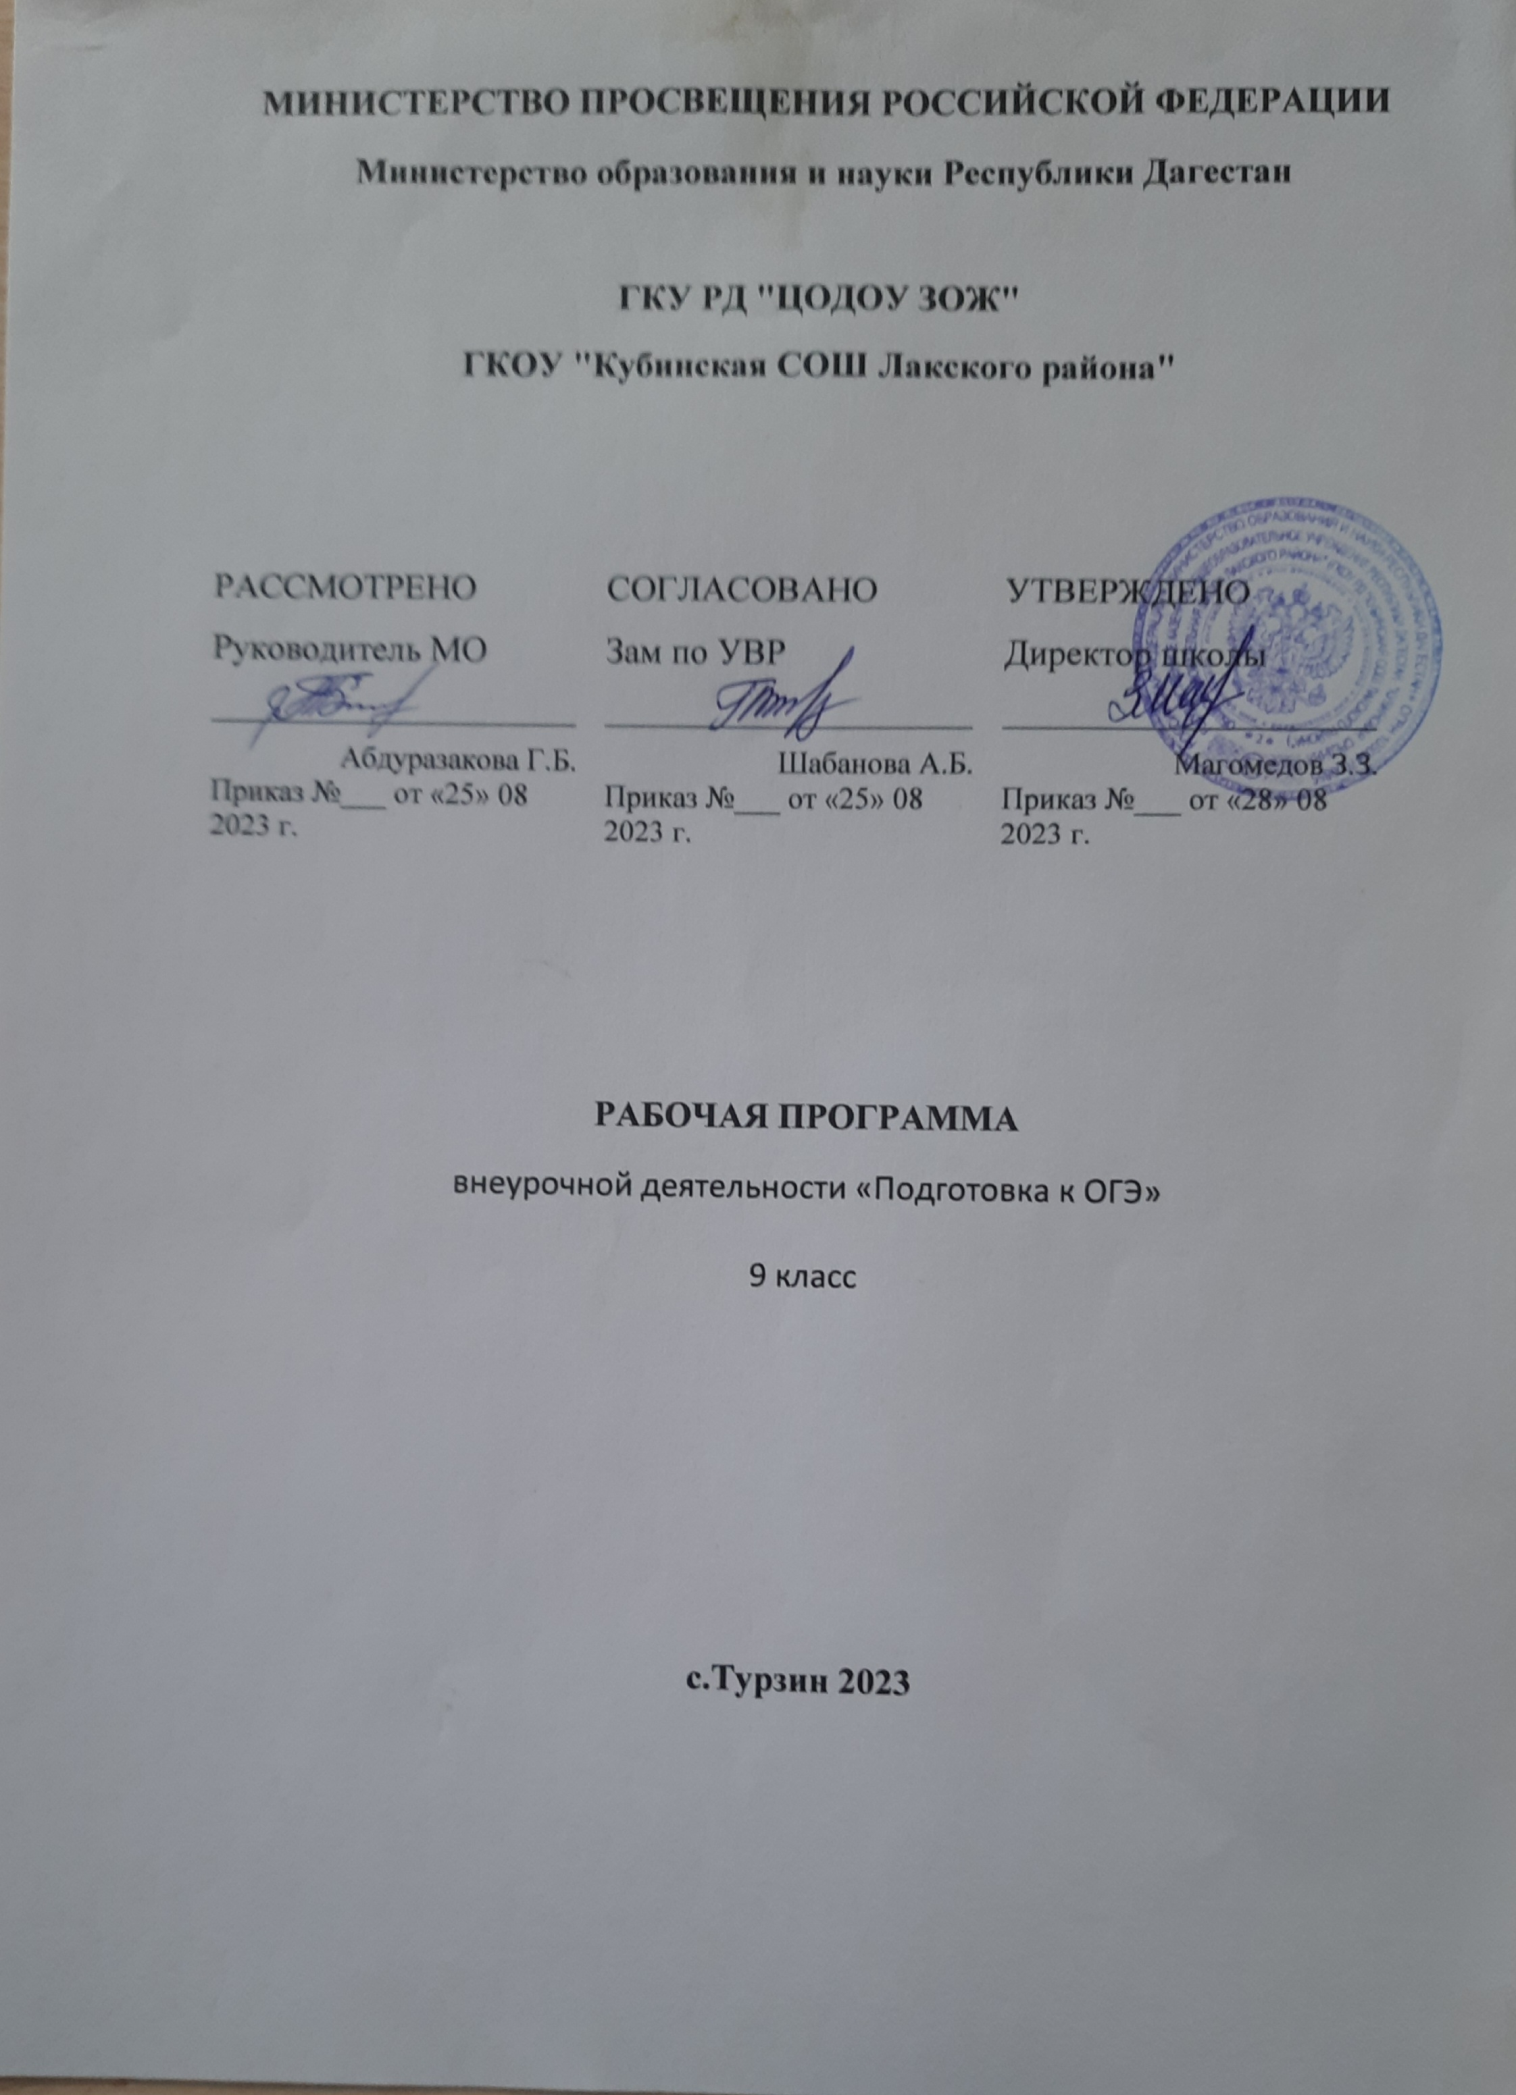 МИНИСТЕРСТВО ПРОСВЕЩЕНИЯ РОССИЙСКОЙ ФЕДЕРАЦИИ
Министерство образования и науки Республики Дагестан
ГКУ РД "ЦОДОУ ЗОЖ"
ГКОУ "Кубинская СОШ Лакского района"
РАССМОТРЕНО
Руководитель МО
Абдуразакова Г.Б.
Приказ №___ от «25» 08
2023 г.
СОГЛАСОВАНО
Зам по УВР
Шабанова А.Б.
Приказ №___ от «25» 08
2023 г.
УТВЕРЖДЕНО
Директор школы
Магомедов З.З.
Приказ №___ от «28» 08
2023 г.
РАБОЧАЯ ПРОГРАММА
внеурочной деятельности «Подготовка к ОГЭ»
9 класс
с.Турзин 2023